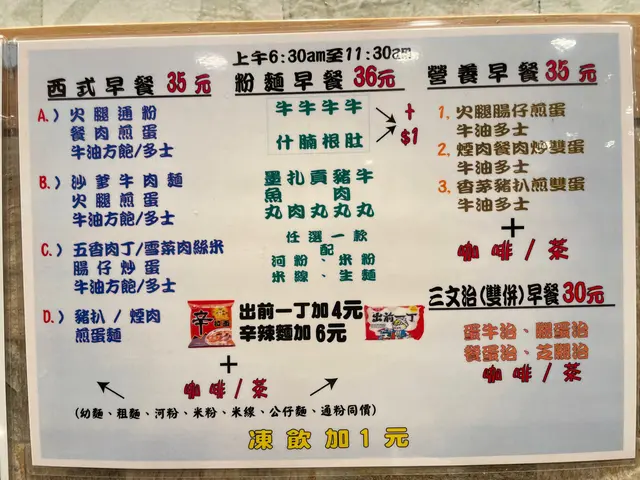 上午6:30am至11:30am
西式早餐 35元
A.) 火腿通粉
餐肉煎蛋
牛油方飽/多士
B.) 沙爹牛肉麵
火腿煎蛋
牛油方飽/多士
C.) 五香肉丁/雪菜肉絲米
腸仔炒蛋
牛油方飽/多士
D.) 豬扒/煙肉
煎蛋麵
粉麵早餐 36元
牛牛牛牛
什腩根肚
+
$1
墨扎貢豬牛
魚 肉
丸肉丸丸丸
任選一款
配
河粉、米粉
米線、生麵
辛
出前一丁加4元
辛辣麵加6元
出前一丁
+
咖啡/茶
(幼麵、粗麵、河粉、米粉、米線、公仔麵、通粉同價)
營養早餐 35元
1, 火腿腸仔煎蛋
牛油多士
2, 煙肉餐肉炒雙蛋
牛油多士
3, 香茅豬扒煎雙蛋
牛油多士
+
咖啡/茶
三文治(雙併)早餐30元
蛋牛治、腿蛋治
餐蛋治、芝腿治
咖啡/茶
凍飲加1元